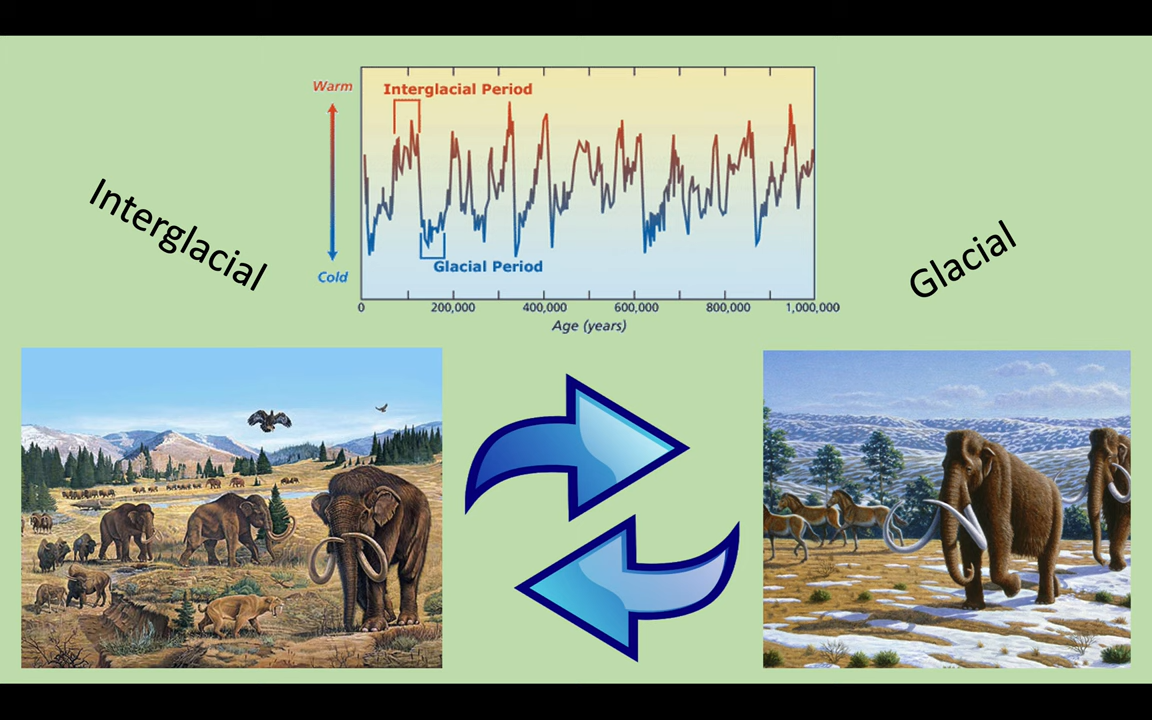 Warm
Interglacial Period
Interglacial
Glacial
Glacial Period
Cold
0 200,000 400,000 600,000 800,000 1,000,000
Age (years)